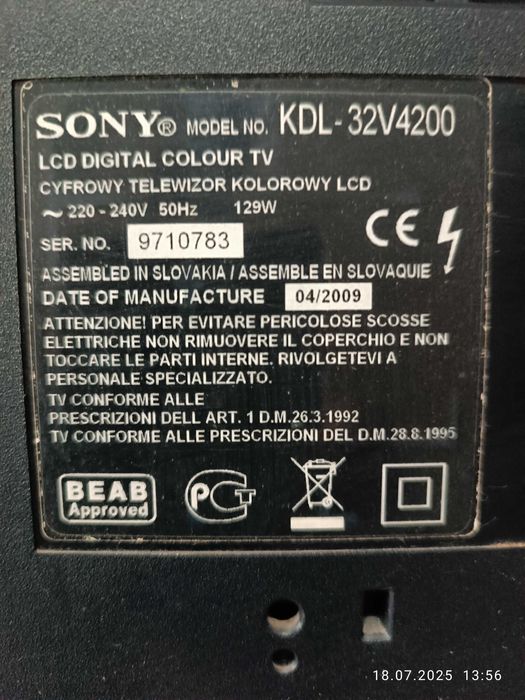 SONY® MODEL NO. KDL-32V4200
LCD DIGITAL COLOUR TV
CYFROWY TELEWIZOR KOLOROWY LCD
~ 220 - 240V 50Hz 129W
SER. NO. 9710783
CE
ASSEMBLED IN SLOVAKIA / ASSEMBLE EN SLOVAQUIE
DATE OF MANUFACTURE 04/2009
ATTENZIONE! PER EVITARE PERICOLOSE SCOSSE
ELETTRICHE NON RIMUOVERE IL COPERCHIO E NON
TOCCARE LE PARTI INTERNE. RIVOLGETEVI A
PERSONALE SPECIALIZZATO.
TV CONFORME ALLE
PRESCRIZIONI DELL ART. 1 D.M.26.3.1992
TV CONFORME ALLE PRESCRIZIONI DEL D.M.28.8.1995
BEAB
Approved
PCT
18.07.2025 13:56